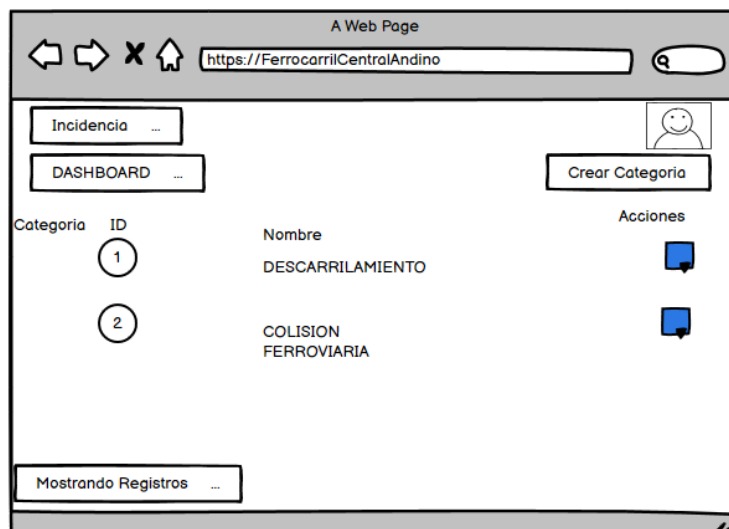 A Web Page
https://FerrocarrilCentralAndino
Incidencia ...
DASHBOARD ...
Crear Categoria
Categoria ID
Nombre
Acciones
1
DESCARRILAMIENTO
2
COLISION
FERROVIARIA
Mostrando Registros ...